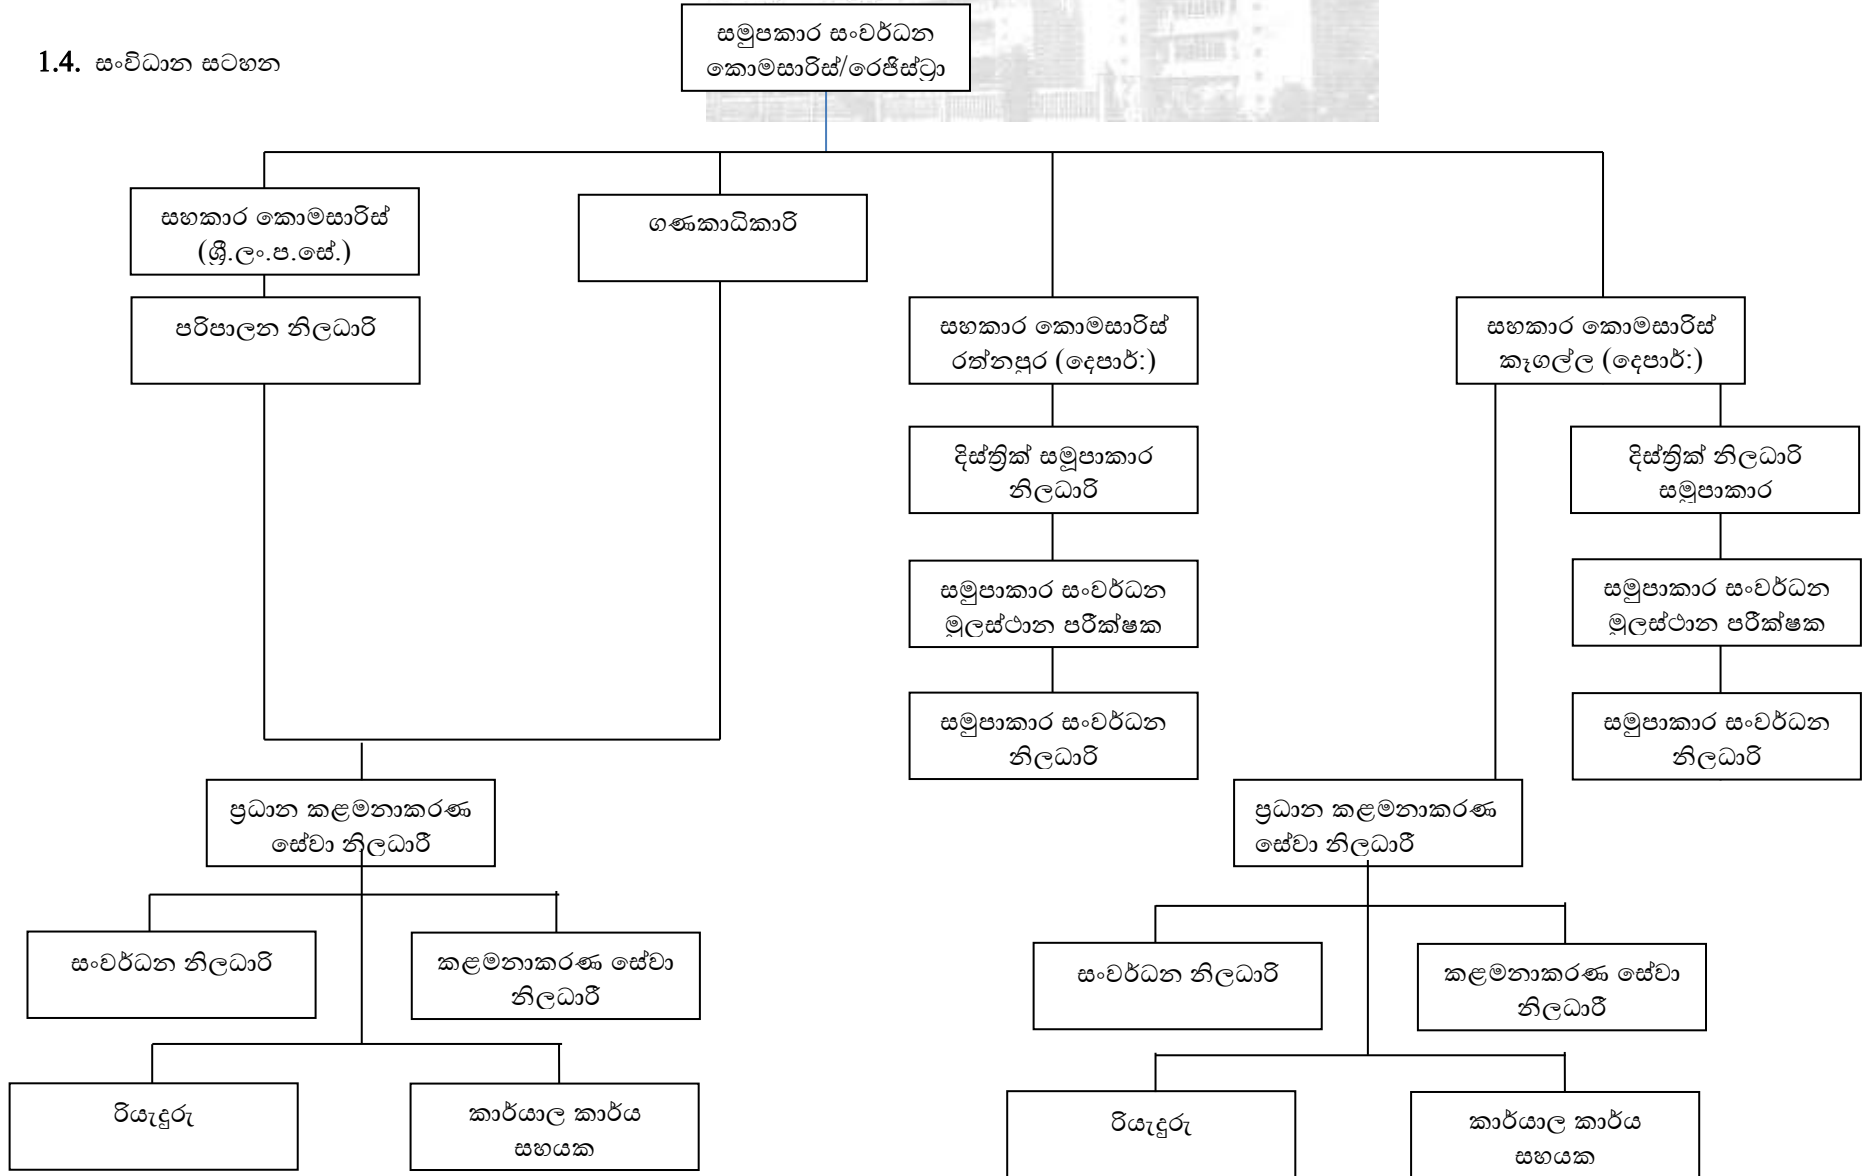 1.4. සංවිධාන සටහන
සමුපකාර සංවර්ධන
කොමසාරිස්/රෙජිස්ට්‍රා
සහකාර කොමසාරිස්
(ශ්‍රී.ලං.ප.සේ.)
ගණකාධිකාරි
පරිපාලන නිලධාරි
සහකාර කොමසාරිස්
රත්නපුර (දෙපාර්:)
සහකාර කොමසාරිස්
කෑගල්ල (දෙපාර්:)
දිස්ත්‍රික් සමූපාකාර
නිලධාරි
දිස්ත්‍රික් නිලධාරි
සමූපාකාර
සමුපාකාර සංවර්ධන
මූලස්ථාන පරීක්ෂක
සමුපාකාර සංවර්ධන
මූලස්ථාන පරීක්ෂක
සමුපාකාර සංවර්ධන
නිලධාරි
සමුපාකාර සංවර්ධන
නිලධාරි
ප්‍රධාන කළමනාකරණ
සේවා නිලධාරී
ප්‍රධාන කළමනාකරණ
සේවා නිලධාරී
සංවර්ධන නිලධාරි
කළමනාකරණ සේවා
නිලධාරී
සංවර්ධන නිලධාරි
කළමනාකරණ සේවා
නිලධාරී
රියැදුරු
කාර්යාල කාර්ය
සහයක
රියැදුරු
කාර්යාල කාර්ය
සහයක